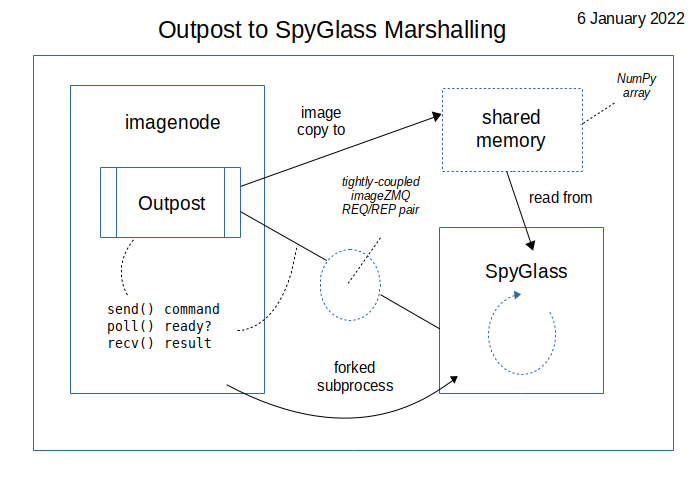 6 January 2022
Outpost to SpyGlass Marshalling
NumPy
array
imagenode
image
copy to
shared
memory
Outpost
tightly-coupled
imageZMQ
REQ/REP pair
read from
SpyGlass
send() command
poll() ready?
recv() result
forked
subprocess